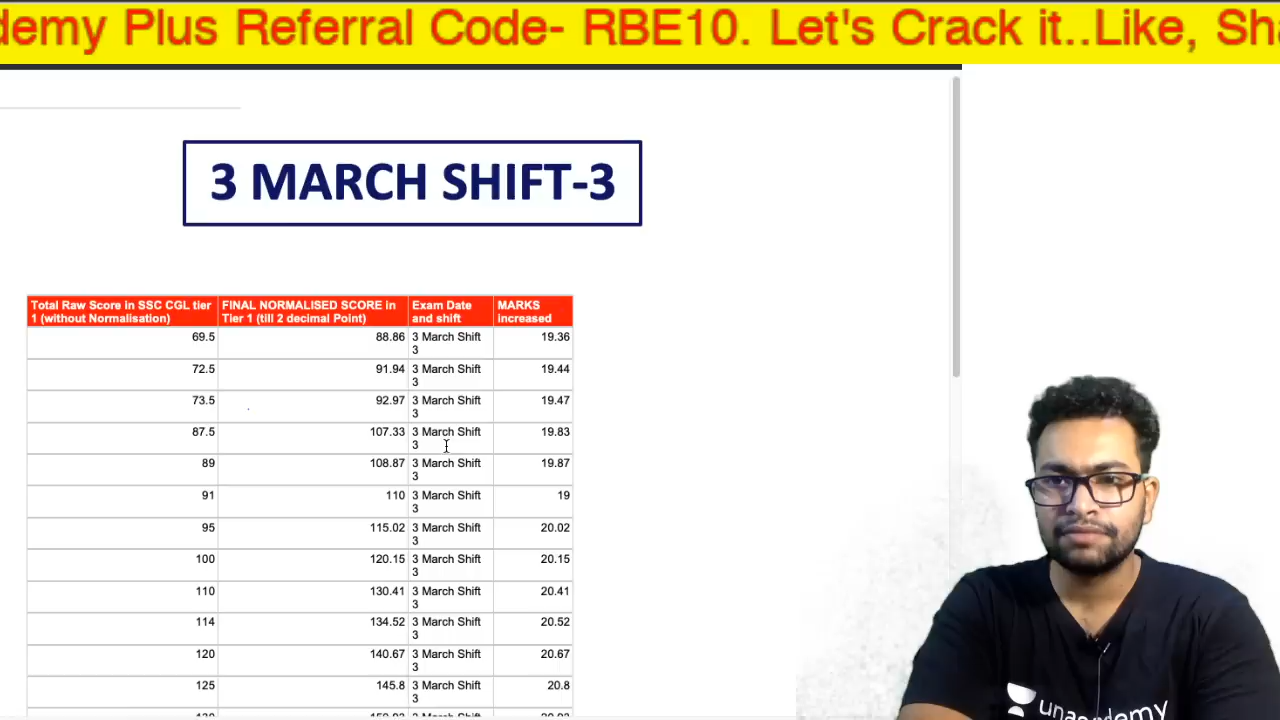 demy Plus Referral Code- RBE10. Let's Crack it..Like, Sh
3 MARCH SHIFT-3
Total Raw Score in SSC CGL tier 1 (without Normalisation) FINAL NORMALISED SCORE in Tier 1 (till 2 decimal Point) Exam Date and shift MARKS increased
69.5 88.86 3 March Shift 3 19.36
72.5 91.94 3 March Shift 3 19.44
73.5 92.97 3 March Shift 3 19.47
87.5 107.33 3 March Shift 3 19.83
89 108.87 3 March Shift 3 19.87
91 110 3 March Shift 3 19
95 115.02 3 March Shift 3 20.02
100 120.15 3 March Shift 3 20.15
110 130.41 3 March Shift 3 20.41
114 134.52 3 March Shift 3 20.52
120 140.67 3 March Shift 3 20.67
125 145.8 3 March Shift 3 20.8
unacademy